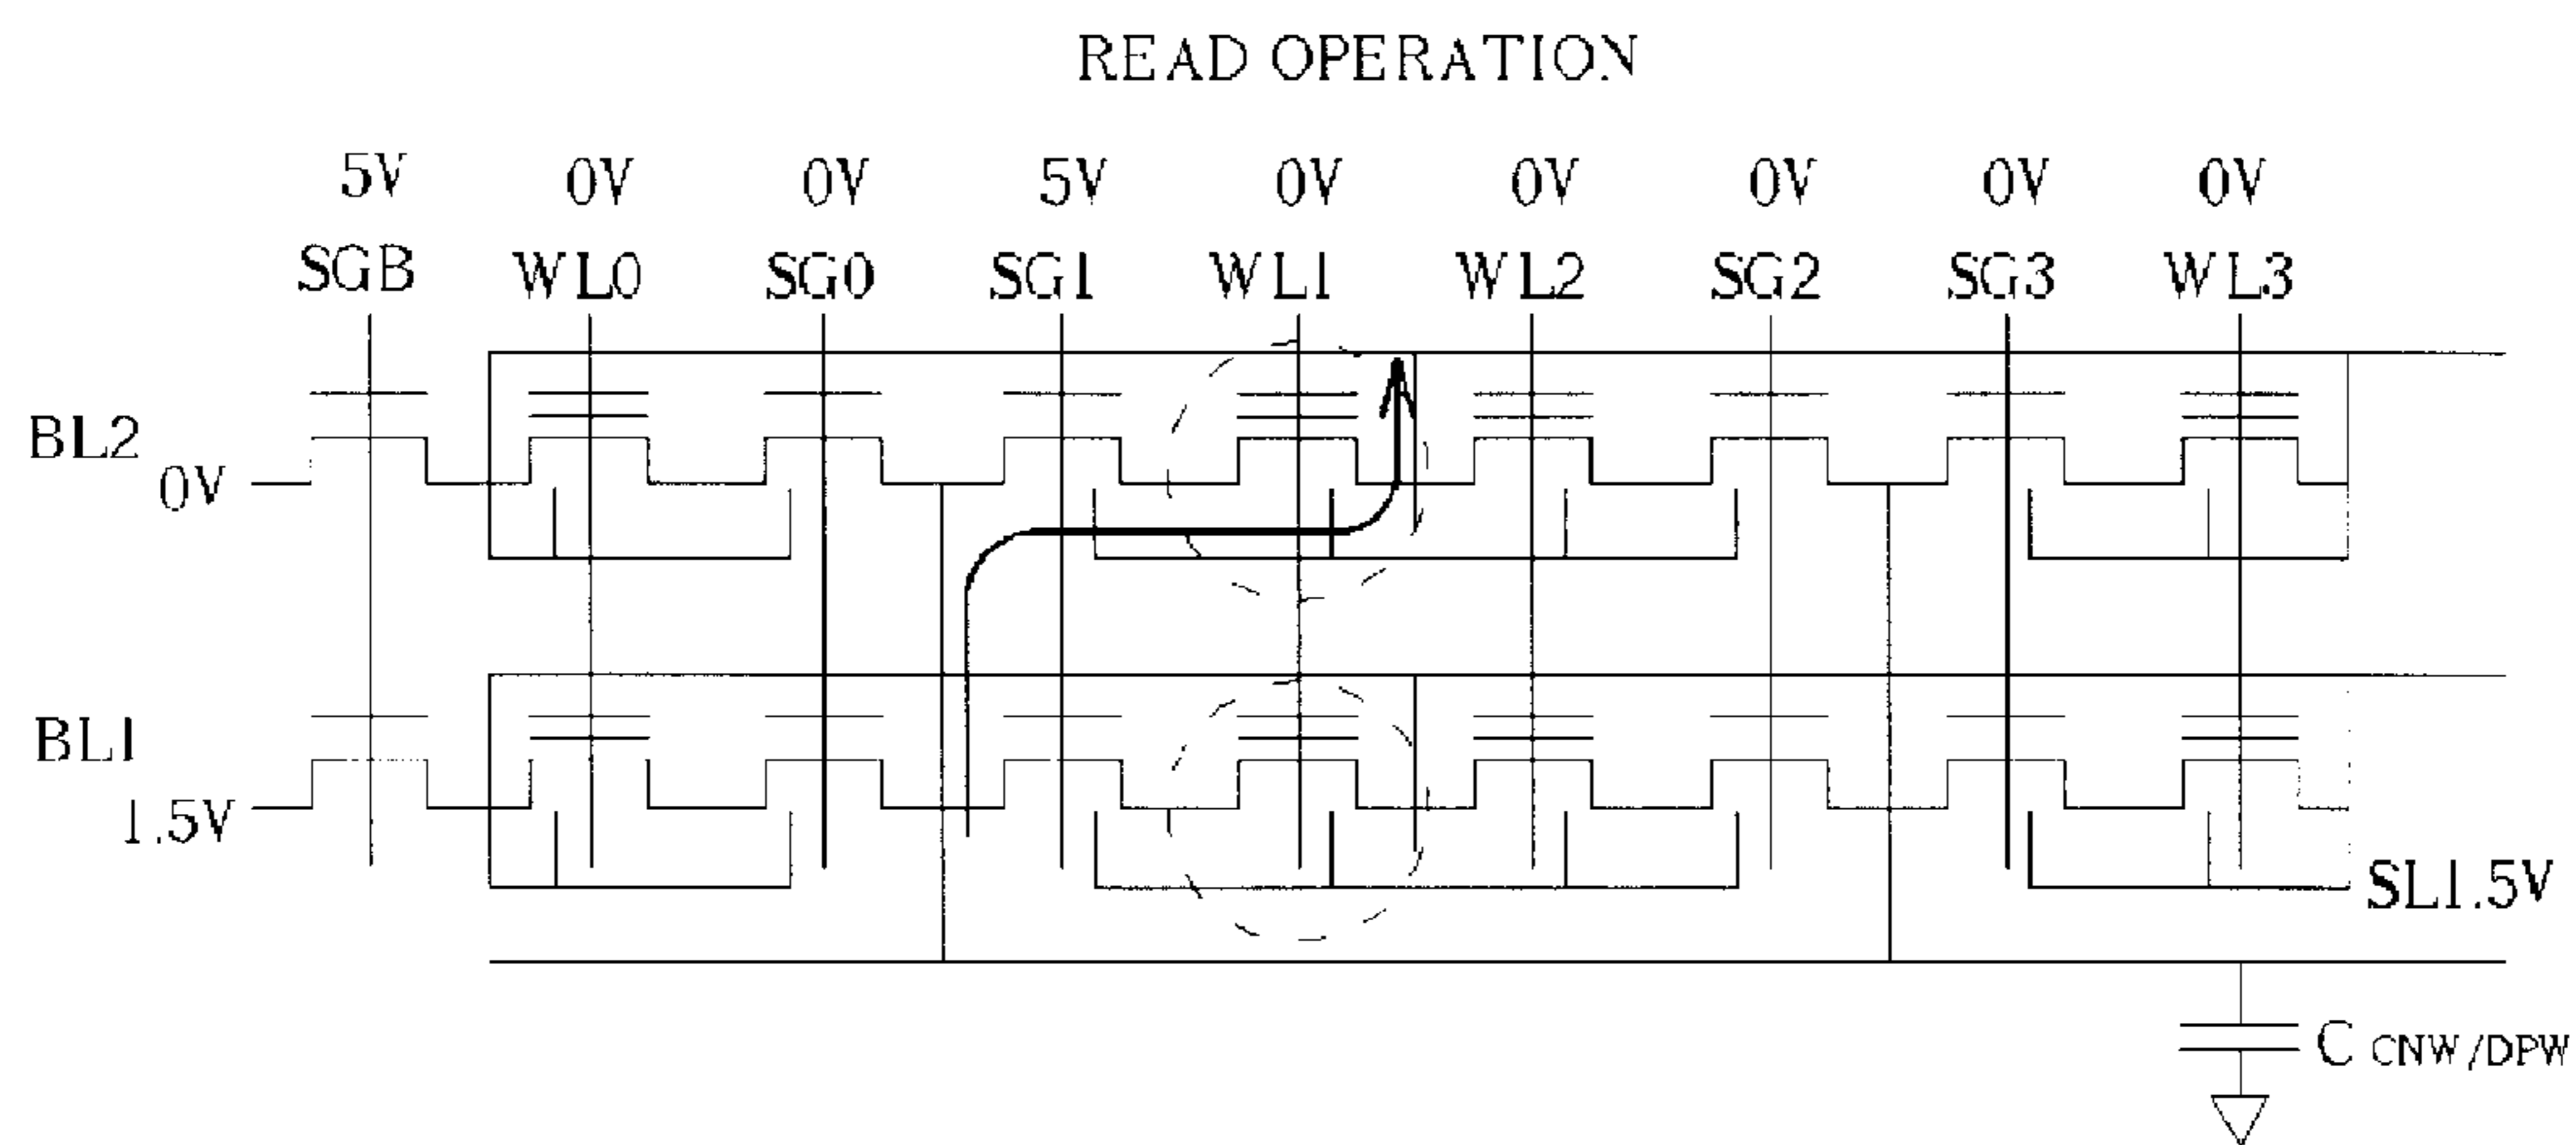 READ OPERATION
5V 0V 0V 5V 0V 0V 0V 0V 0V
SGB WL0 SG0 SG1 WL1 WL2 SG2 SG3 WL3
BL2
0V
BL1
1.5V
SL1.5V
C CNW/DPW